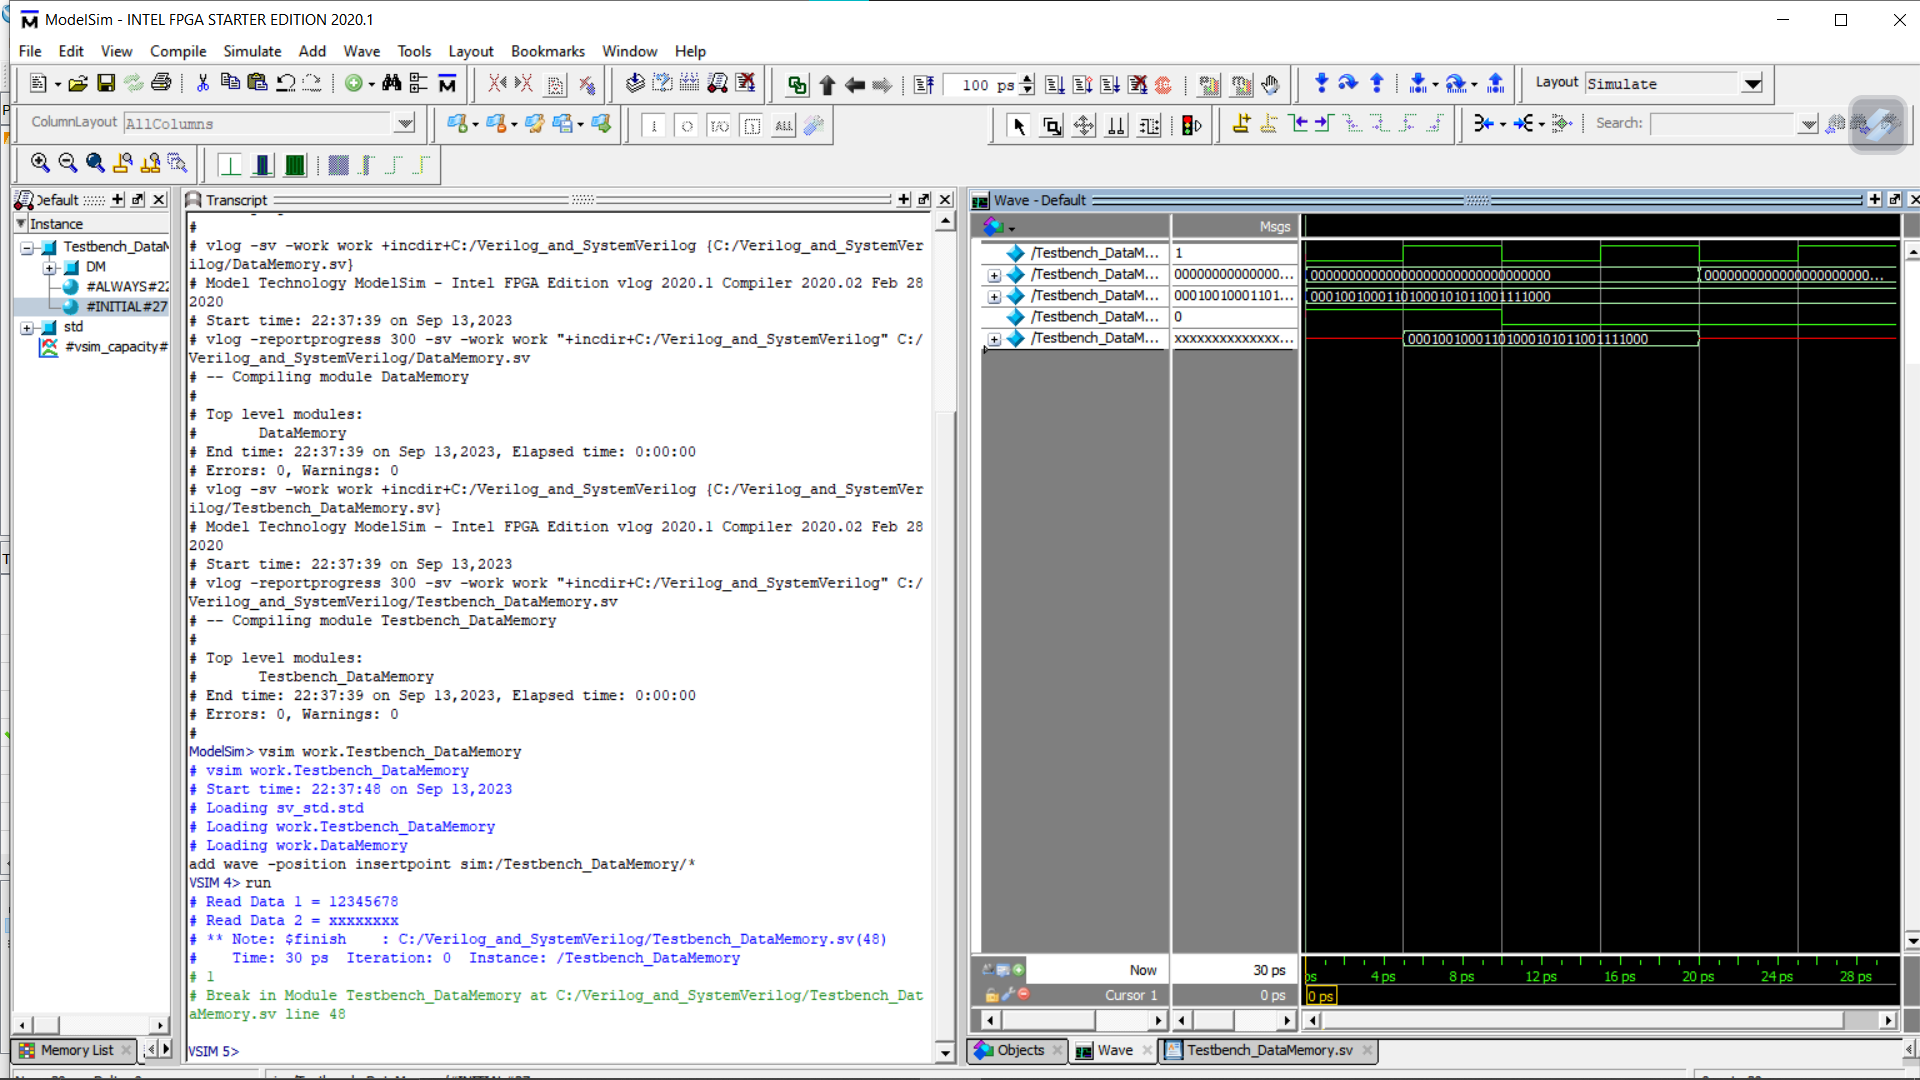 ModelSim - INTEL FPGA STARTER EDITION 2020.1
File Edit View Compile Simulate Add Wave Tools Layout Bookmarks Window Help
100 ps
Layout Simulate
ColumnLayout AllColumns
Search:
Default
Instance
Testbench_DataM
DM
#ALWAYS#22
#INITIAL#27
std
#vsim_capacity#
Memory List
Transcript
#
# vlog -sv -work work +incdir+C:/Verilog_and_SystemVerilog {C:/Verilog_and_SystemVer
ilog/DataMemory.sv}
# Model Technology ModelSim - Intel FPGA Edition vlog 2020.1 Compiler 2020.02 Feb 28
2020
# Start time: 22:37:39 on Sep 13,2023
# vlog -reportprogress 300 -sv -work work "+incdir+C:/Verilog_and_SystemVerilog" C:/
Verilog_and_SystemVerilog/DataMemory.sv
# -- Compiling module DataMemory
#
# Top level modules:
# DataMemory
# End time: 22:37:39 on Sep 13,2023, Elapsed time: 0:00:00
# Errors: 0, Warnings: 0
# vlog -sv -work work +incdir+C:/Verilog_and_SystemVerilog {C:/Verilog_and_SystemVer
ilog/Testbench_DataMemory.sv}
# Model Technology ModelSim - Intel FPGA Edition vlog 2020.1 Compiler 2020.02 Feb 28
2020
# Start time: 22:37:39 on Sep 13,2023
# vlog -reportprogress 300 -sv -work work "+incdir+C:/Verilog_and_SystemVerilog" C:/
Verilog_and_SystemVerilog/Testbench_DataMemory.sv
# -- Compiling module Testbench_DataMemory
#
# Top level modules:
# Testbench_DataMemory
# End time: 22:37:39 on Sep 13,2023, Elapsed time: 0:00:00
# Errors: 0, Warnings: 0
#
ModelSim> vsim work.Testbench_DataMemory
# vsim work.Testbench_DataMemory
# Start time: 22:37:48 on Sep 13,2023
# Loading sv_std.std
# Loading work.Testbench_DataMemory
# Loading work.DataMemory
add wave -position insertpoint sim:/Testbench_DataMemory/*
VSIM 4> run
# Read Data 1 = 12345678
# Read Data 2 = xxxxxxxx
# ** Note: $finish : C:/Verilog_and_SystemVerilog/Testbench_DataMemory.sv(48)
# Time: 30 ps Iteration: 0 Instance: /Testbench_DataMemory
# 1
# Break in Module Testbench_DataMemory at C:/Verilog_and_SystemVerilog/Testbench_Dat
aMemory.sv line 48
VSIM 5>
Wave - Default
Msgs
/Testbench_DataM... 1
/Testbench_DataM... 00000000000000... 00000000000000000000000000000000 0000000000000000000000...
/Testbench_DataM... 00010010001101... 00010010001101000101011001111000
/Testbench_DataM... 0
/Testbench_DataM... xxxxxxxxxxxxxx... 00010010001101000101011001111000
Now 30 ps ps 4 ps 8 ps 12 ps 16 ps 20 ps 24 ps 28 ps
Cursor 1 0 ps 0 ps
Objects Wave Testbench_DataMemory.sv